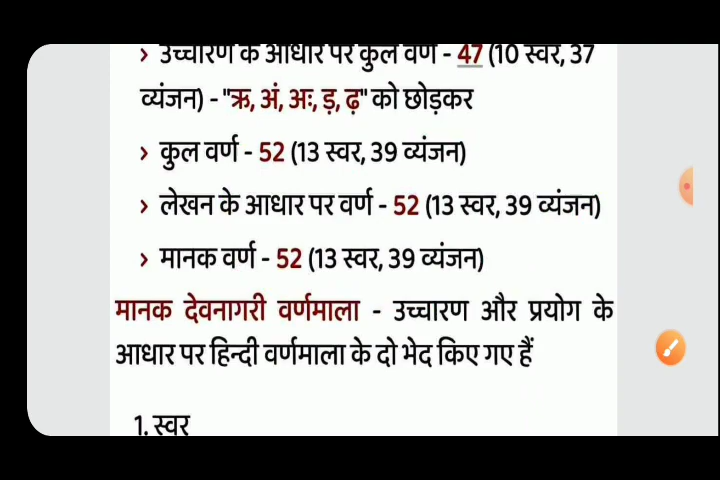 › उच्चारण के आधार पर कुल वर्ण - 47 (10 स्वर, 37
व्यंजन) - "ऋ, अं, अः, ड़, ढ़" को छोड़कर
› कुल वर्ण - 52 (13 स्वर, 39 व्यंजन)
› लेखन के आधार पर वर्ण - 52 (13 स्वर, 39 व्यंजन)
› मानक वर्ण - 52 (13 स्वर, 39 व्यंजन)
मानक देवनागरी वर्णमाला - उच्चारण और प्रयोग के
आधार पर हिन्दी वर्णमाला के दो भेद किए गए हैं
1. स्वर